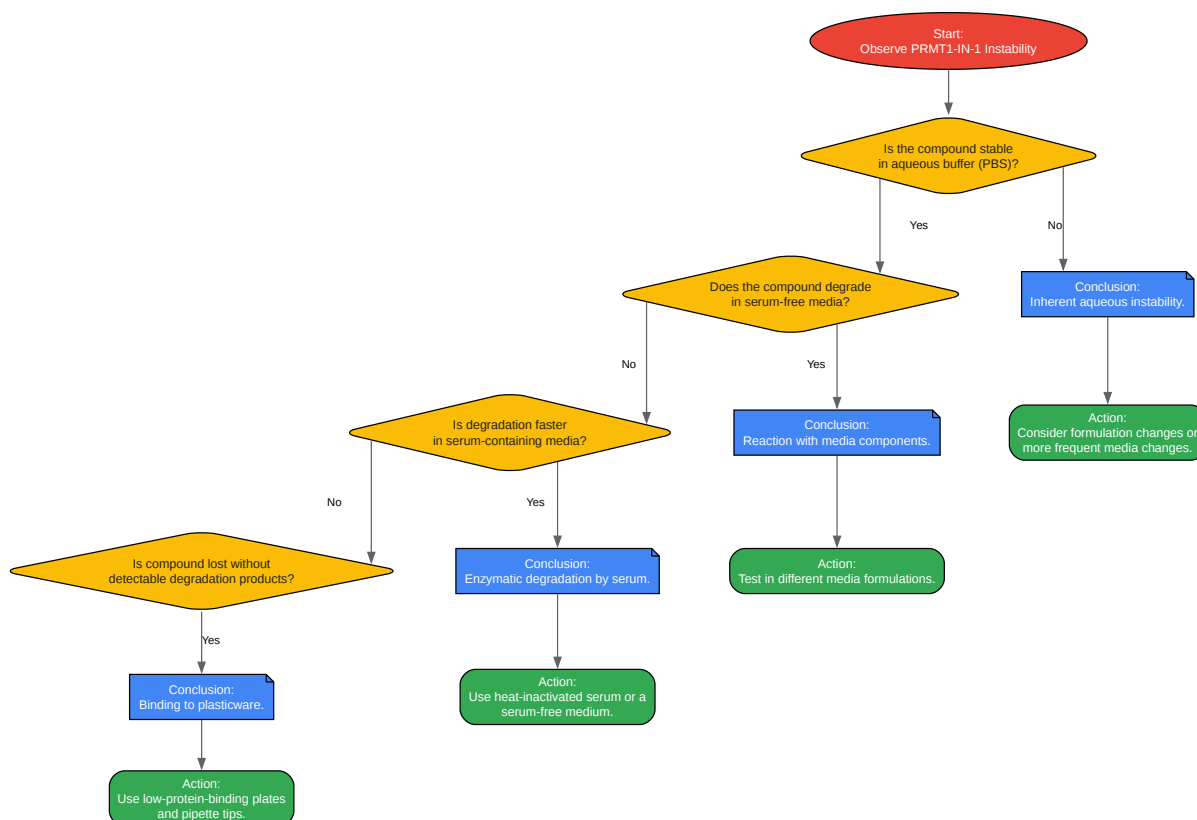 Start:
Observe PRMT1-IN-1 Instability
Is the compound stable
in aqueous buffer (PBS)?
Yes
No
Does the compound degrade
in serum-free media?
Conclusion:
Inherent aqueous instability.
No
Yes
Is degradation faster
in serum-containing media?
Conclusion:
Reaction with media components.
Action:
Consider formulation changes or
more frequent media changes.
No
Yes
Is compound lost without
detectable degradation products?
Conclusion:
Enzymatic degradation by serum.
Action:
Test in different media formulations.
Yes
Conclusion:
Binding to plasticware.
Action:
Use heat-inactivated serum or a
serum-free medium.
Action:
Use low-protein-binding plates
and pipette tips.